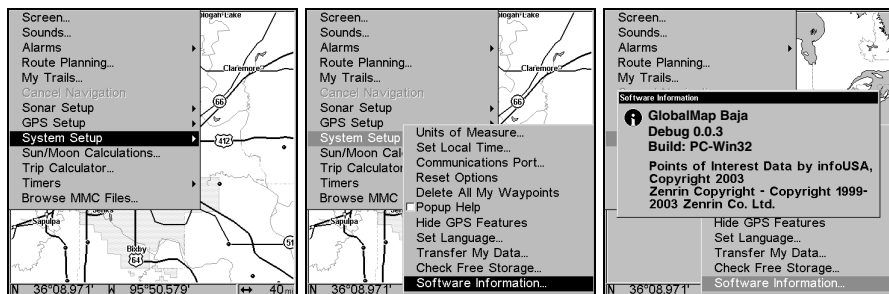 Screen...
Sounds...
Alarms
Route Planning...
My Trails...
Cancel Navigation
Sonar Setup
GPS Setup
System Setup
Sun/Moon Calculations...
Trip Calculator...
Timers
Browse MMC Files...
Claremore
66
412
Sapulpa
Bixby
64
51
N 36°08.971' W 95°50.579' ↔ 40 mi
Screen...
Sounds...
Alarms
Route Planning...
My Trails...
Cancel Navigation
Sonar Setup
GPS Setup
System Setup
Sun/Moon Cal
Trip Calculator
Timers
Browse MMC
Claremore
66
Units of Measure...
Set Local Time...
Communications Port...
Reset Options
Delete All My Waypoints
Popup Help
Hide GPS Features
Set Language...
Transfer My Data...
Check Free Storage...
Software Information...
Sapulpa
Bixby
64
N 36°08.971'
Screen...
Sounds...
Alarms
Route Planning...
My Trails...
Cancel Navigation
Software Information
GlobalMap Baja
Debug 0.0.3
Build: PC-Win32
Points of Interest Data by infoUSA,
Copyright 2003
Zenrin Copyright - Copyright 1999-
2003 Zenrin Co. Ltd.
Hide GPS Features
Set Language...
Transfer My Data...
Check Free Storage...
Software Information...
N 36°08.971'